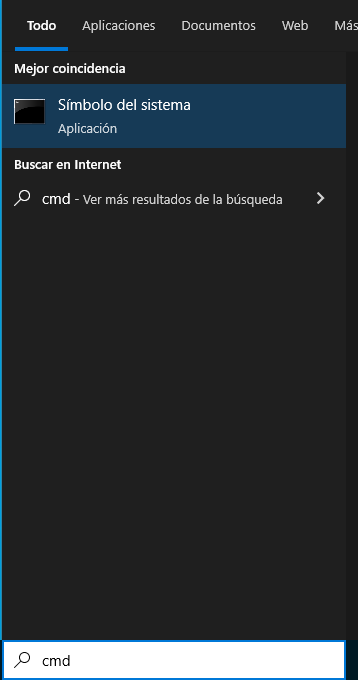 Todo Aplicaciones Documentos Web Más
Mejor coincidencia
Símbolo del sistema
Aplicación
Buscar en Internet
cmd - Ver más resultados de la búsqueda
cmd